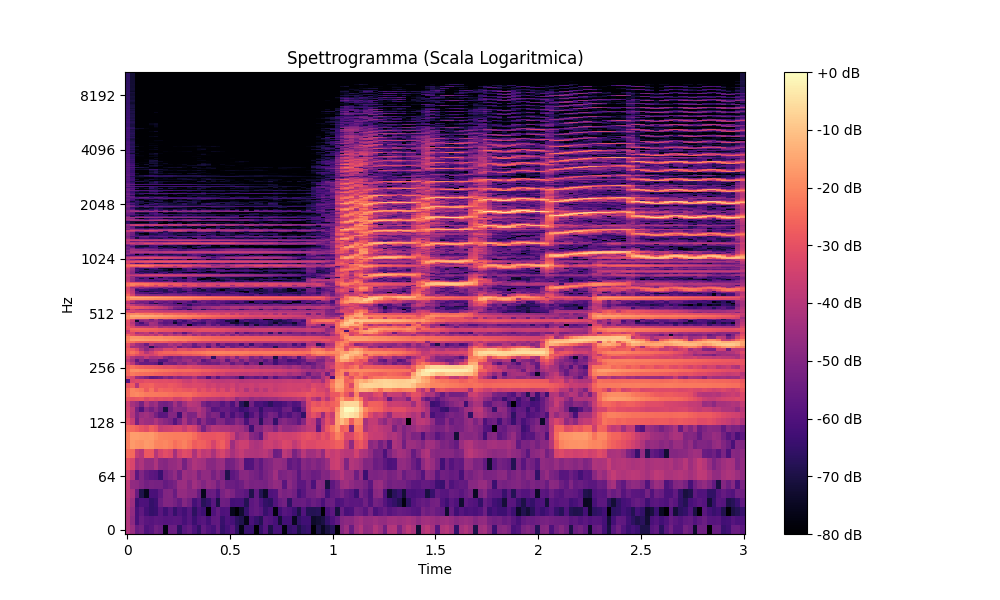 Spettrogramma (Scala Logaritmica)
Hz
8192
4096
2048
1024
512
256
128
64
0
0
0.5
1
1.5
2
2.5
3
Time
+0 dB
-10 dB
-20 dB
-30 dB
-40 dB
-50 dB
-60 dB
-70 dB
-80 dB